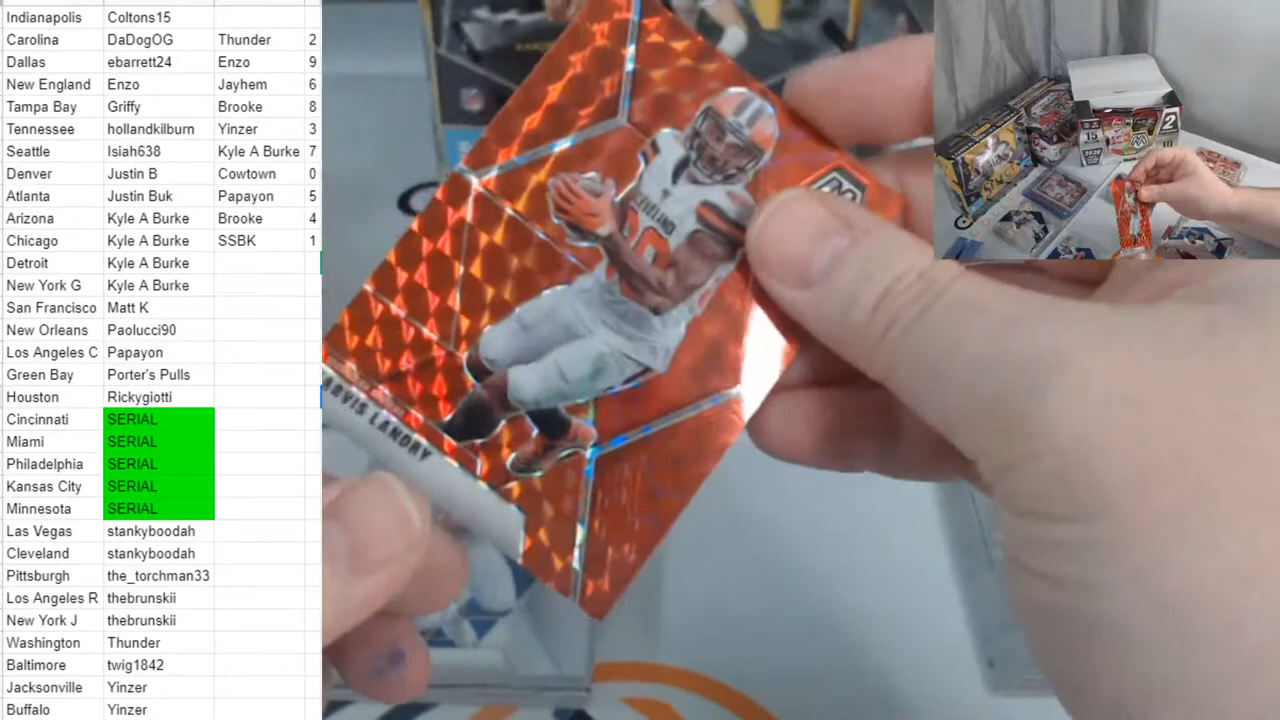 Indianapolis Coltons15
Carolina DaDogOG Thunder 2
Dallas ebarrett24 Enzo 9
New England Enzo Jayhem 6
Tampa Bay Griffy Brooke 8
Tennessee hollandkilburn Yinzer 3
Seattle Isiah638 Kyle A Burke 7
Denver Justin B Cowtown 0
Atlanta Justin Buk Papayon 5
Arizona Kyle A Burke Brooke 4
Chicago Kyle A Burke SSBK 1
Detroit Kyle A Burke
New York G Kyle A Burke
San Francisco Matt K
New Orleans Paolucci90
Los Angeles C Papayon
Green Bay Porter's Pulls
Houston Rickygiotti
Cincinnati SERIAL
Miami SERIAL
Philadelphia SERIAL
Kansas City SERIAL
Minnesota SERIAL
Las Vegas stankyboodah
Cleveland stankyboodah
Pittsburgh the_torchman33
Los Angeles R thebrunskii
New York J thebrunskii
Washington Thunder
Baltimore twig1842
Jacksonville Yinzer
Buffalo Yinzer
CLEVELAND
LANDRY
NFL
15
2